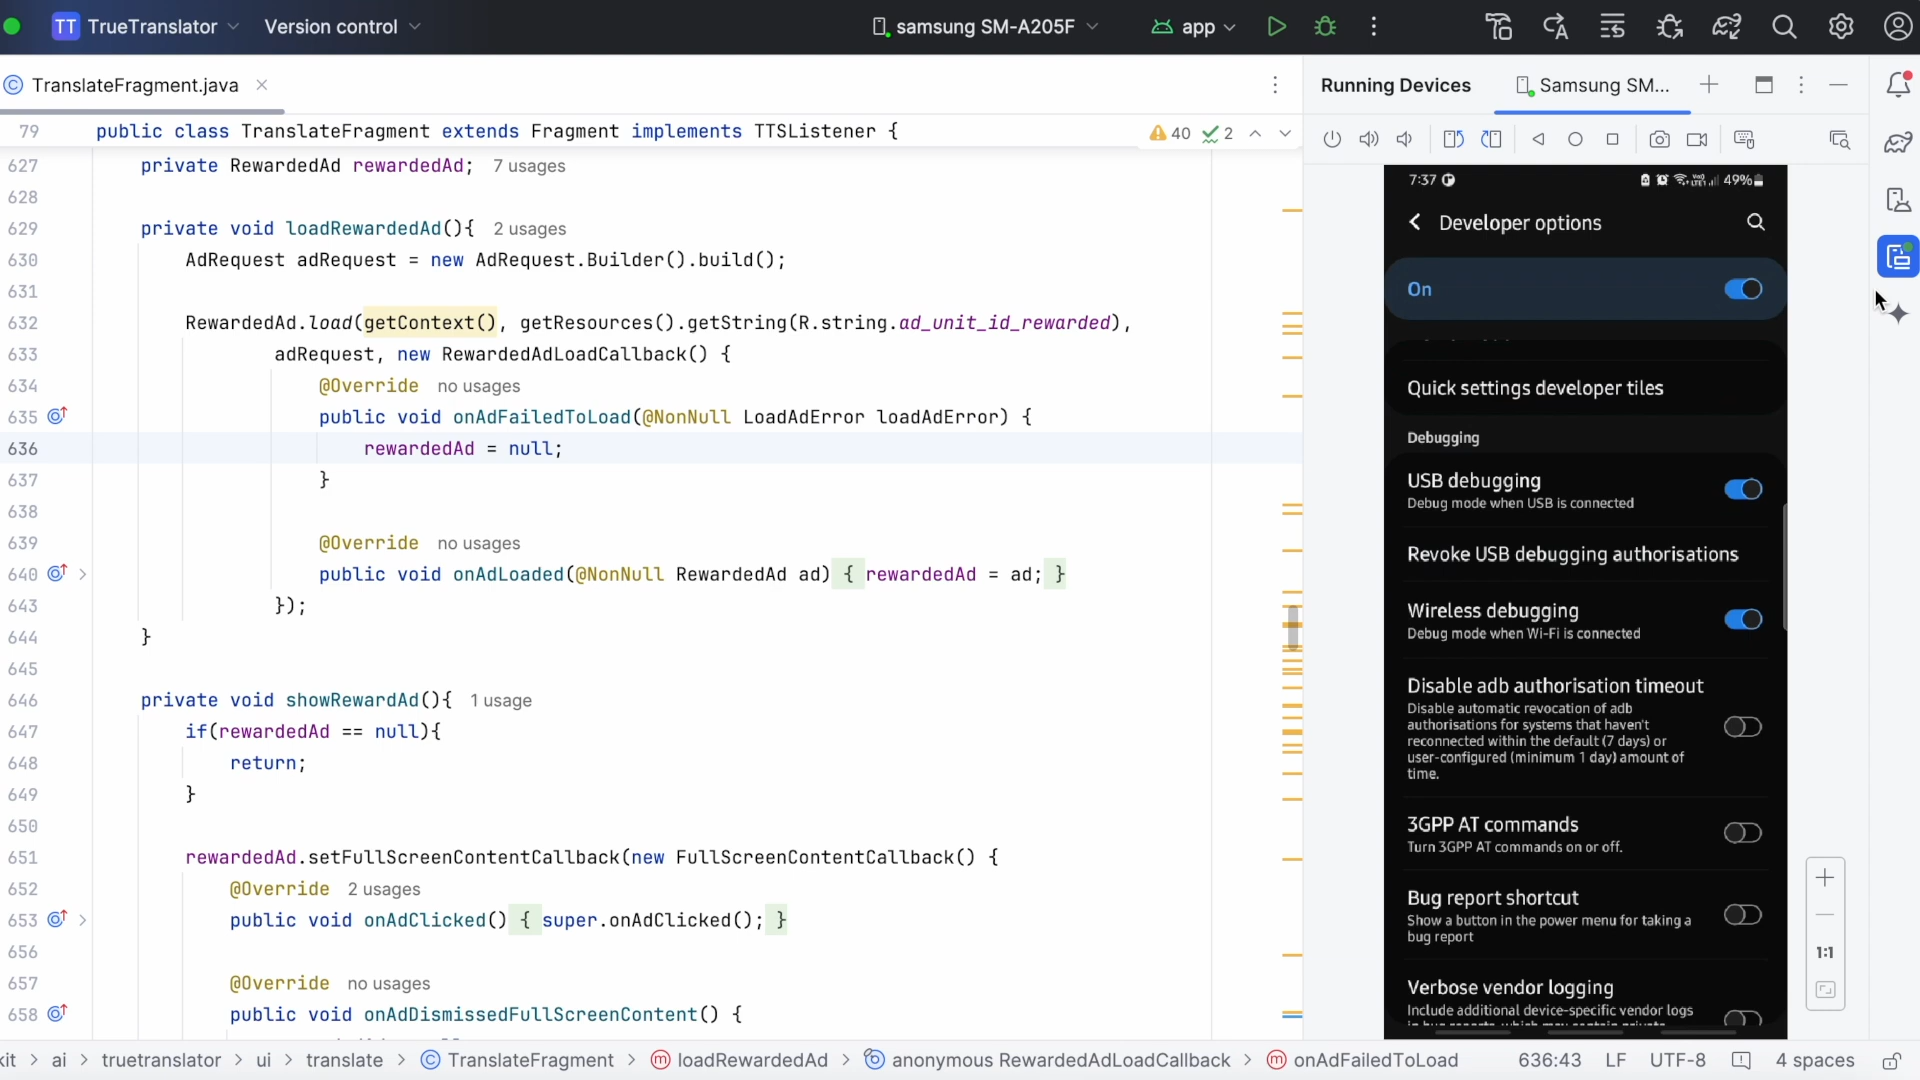 TT TrueTranslator Version control samsung SM-A205F app
TranslateFragment.java
79 public class TranslateFragment extends Fragment implements TTSListener { 40 2
627 private RewardedAd rewardedAd; 7 usages
628
629 private void loadRewardedAd(){ 2 usages
630 AdRequest adRequest = new AdRequest.Builder().build();
631
632 RewardedAd.load(getContext(), getResources().getString(R.string.ad_unit_id_rewarded),
633 adRequest, new RewardedAdLoadCallback() {
634 @Override no usages
635 public void onAdFailedToLoad(@NonNull LoadAdError loadAdError) {
636 rewardedAd = null;
637 }
638
639 @Override no usages
640 public void onAdLoaded(@NonNull RewardedAd ad) { rewardedAd = ad; }
643 });
644 }
645
646 private void showRewardAd(){ 1 usage
647 if(rewardedAd == null){
648 return;
649 }
650
651 rewardedAd.setFullScreenContentCallback(new FullScreenContentCallback() {
652 @Override 2 usages
653 public void onAdClicked() { super.onAdClicked(); }
656
657 @Override no usages
658 public void onAdDismissedFullScreenContent() {
Running Devices Samsung SM...
7:37 49%
Developer options
On
Quick settings developer tiles
Debugging
USB debugging
Debug mode when USB is connected
Revoke USB debugging authorisations
Wireless debugging
Debug mode when Wi-Fi is connected
Disable adb authorisation timeout
Disable automatic revocation of adb
authorisations for systems that haven't
reconnected within the default (7 days) or
user-configured (minimum 1 day) amount of
time.
3GPP AT commands
Turn 3GPP AT commands on or off.
Bug report shortcut
Show a button in the power menu for taking a
bug report
Verbose vendor logging
Include additional device-specific vendor logs
1:1
kit > ai > truetranslator > ui > translate > TranslateFragment > loadRewardedAd > anonymous RewardedAdLoadCallback > onAdFailedToLoad 636:43 LF UTF-8 4 spaces